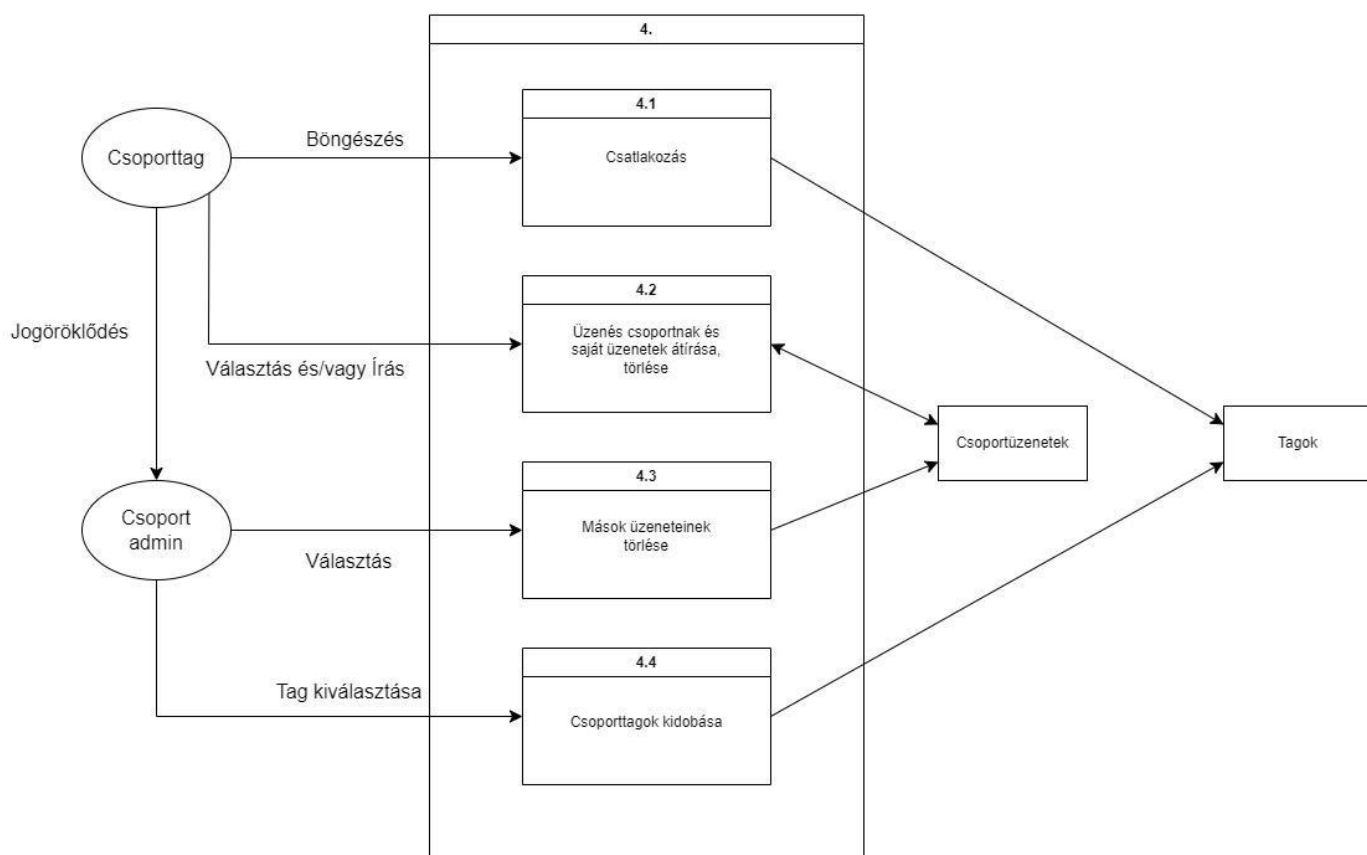 4.
4.1
Böngészés
Csoporttag
Csatlakozás
4.2
Jogöröklődés
Üzenés csoportnak és
saját üzenetek átírása,
törlése
Választás és/vagy Írás
Csoportüzenetek
Tagok
4.3
Csoport
admin
Mások üzeneteinek
törlése
Választás
4.4
Tag kiválasztása
Csoporttagok kidobása